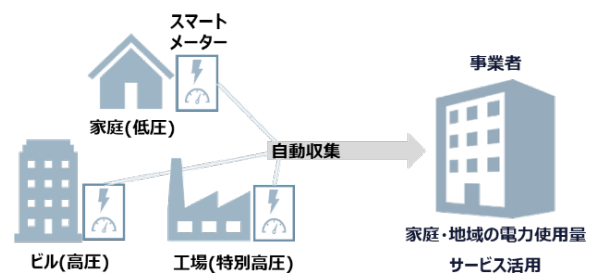 スマート
メーター
家庭(低圧)
ビル(高圧)
工場(特別高圧)
自動収集
事業者
家庭・地域の電力使用量
サービス活用